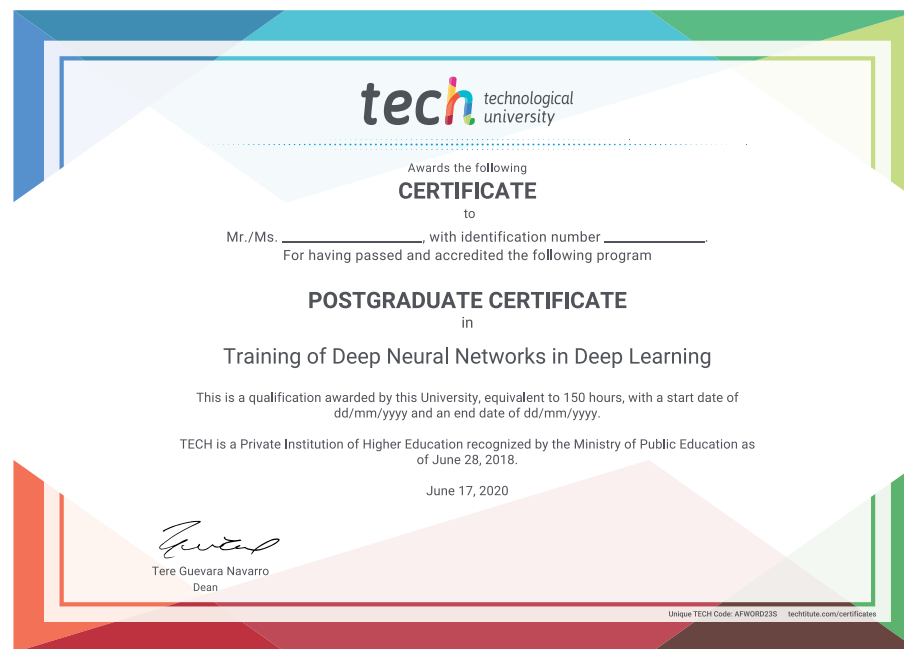 tech technological
university
Awards the following
CERTIFICATE
to
Mr./Ms. ____________________, with identification number ______________.
For having passed and accredited the following program
POSTGRADUATE CERTIFICATE
in
Training of Deep Neural Networks in Deep Learning
This is a qualification awarded by this University, equivalent to 150 hours, with a start date of
dd/mm/yyyy and an end date of dd/mm/yyyy.
TECH is a Private Institution of Higher Education recognized by the Ministry of Public Education as
of June 28, 2018.
June 17, 2020
Tere Guevara Navarro
Dean
Unique TECH Code: AFWORD23S techtitute.com/certificates